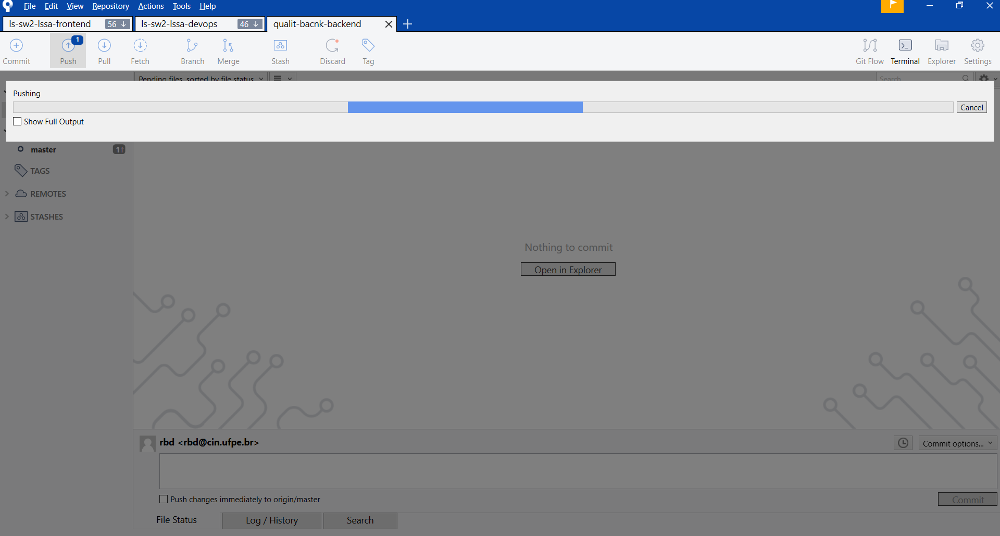 File Edit View Repository Actions Tools Help
ls-sw2-lssa-frontend 56 ↓ ls-sw2-lssa-devops 46 ↓ qualit-bacnk-backend
1
Commit Push Pull Fetch Branch Merge Stash Discard Tag Git Flow Terminal Explorer Settings
Pending files, sorted by file status Search
Pushing
Cancel
Show Full Output
master 1↑
TAGS
REMOTES
STASHES
Nothing to commit
Open in Explorer
rbd <rbd@cin.ufpe.br>
Commit options...
Push changes immediately to origin/master
Commit
File Status Log / History Search